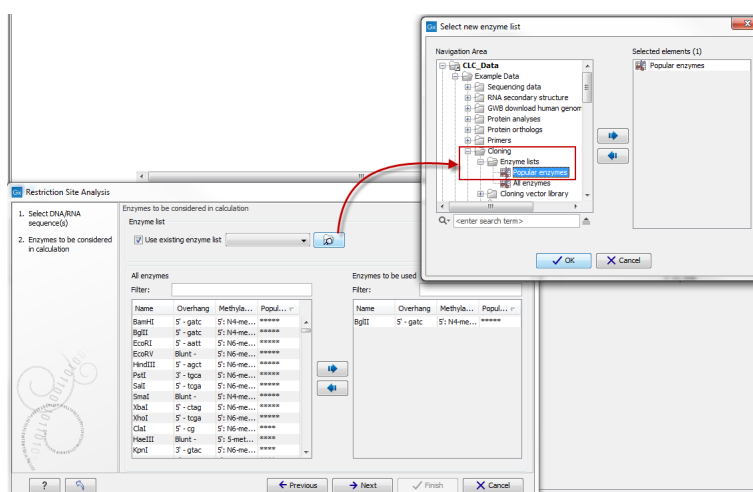 Select new enzyme list
Navigation Area
CLC_Data
Example Data
Sequencing data
RNA secondary structure
GWB download human genom
Protein analyses
Protein orthologs
Primers
Cloning
Enzyme lists
Popular enzymes
All enzymes
Cloning vector library
<enter search term>
Selected elements (1)
Popular enzymes
OK
Cancel
Restriction Site Analysis
1. Select DNA/RNA
sequence(s)
2. Enzymes to be considered
in calculation
Enzymes to be considered in calculation
Enzyme list
Use existing enzyme list
All enzymes
Filter:
Name Overhang Methyla... Popul...
BamHI 5' - gatc 5': N4-me... *****
BglII 5' - gatc 5': N4-me... *****
EcoRI 5' - aatt 5': N6-me... *****
EcoRV Blunt - 5': N6-me... *****
HindIII 5' - agct 5': N6-me... *****
PstI 3' - tgca 5': N6-me... *****
SalI 5' - tcga 5': N6-me... *****
SmaI Blunt - 5': N4-me... *****
XbaI 5' - ctag 5': N6-me... *****
XhoI 5' - tcga 5': N6-me... *****
ClaI 5' - cg 5': N6-me... ****
HaeIII Blunt - 5': 5-met... ****
KpnI 3' - gtac 5': N6-me... ****
Enzymes to be used
Filter:
Name Overhang Methyla... Popul...
BglII 5' - gatc 5': N4-me... *****
?
Previous
Next
Finish
Cancel